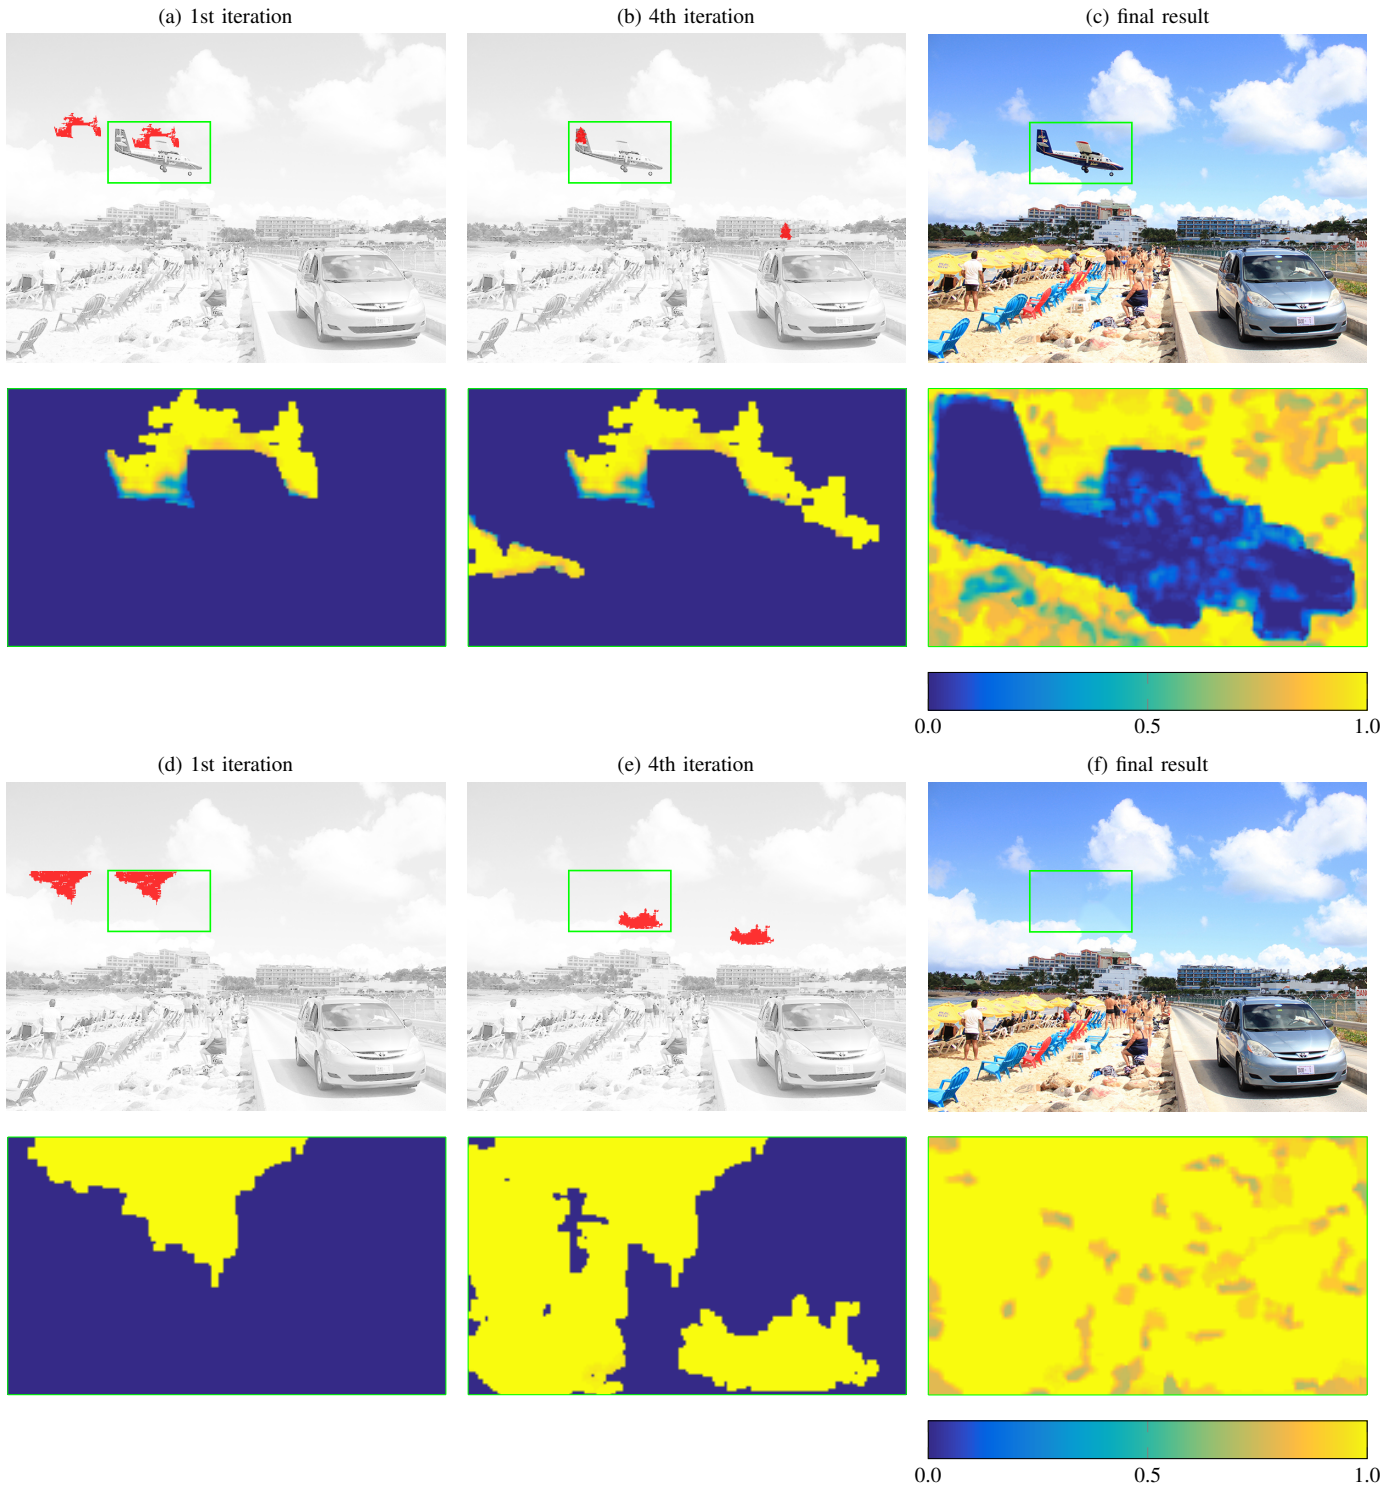 (a) 1st iteration
(b) 4th iteration
(c) final result
0.0
0.5
1.0
(d) 1st iteration
(e) 4th iteration
(f) final result
0.0
0.5
1.0